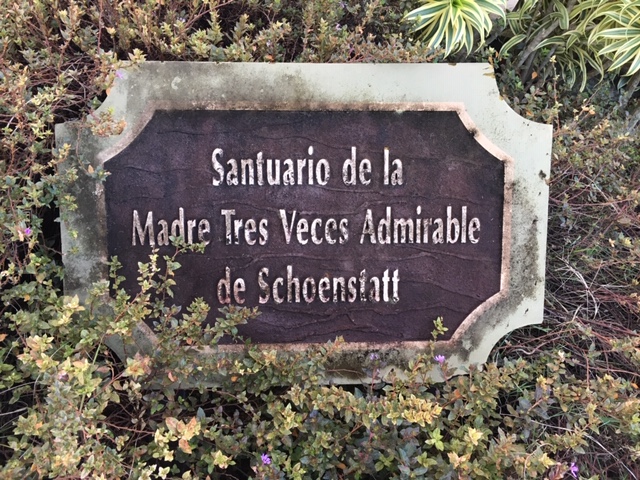 Santuario de la
Madre Tres Veces Admirable
de Schoenstatt